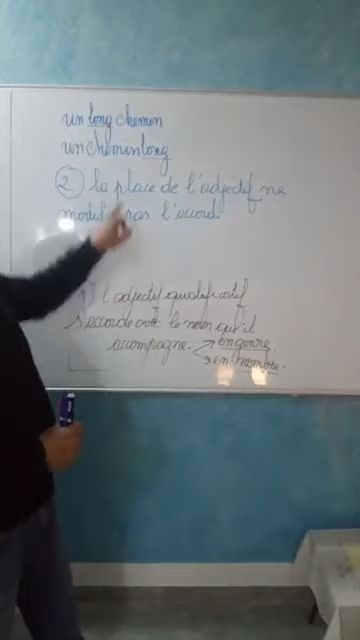 un long chemin
un chemin long
② la place de l'adjectif ne
pas l'accord.
1) l'adjectif qualificatif
s'accorde avec le nom qu'il
accompagne. → en genre.
→ en nombre.